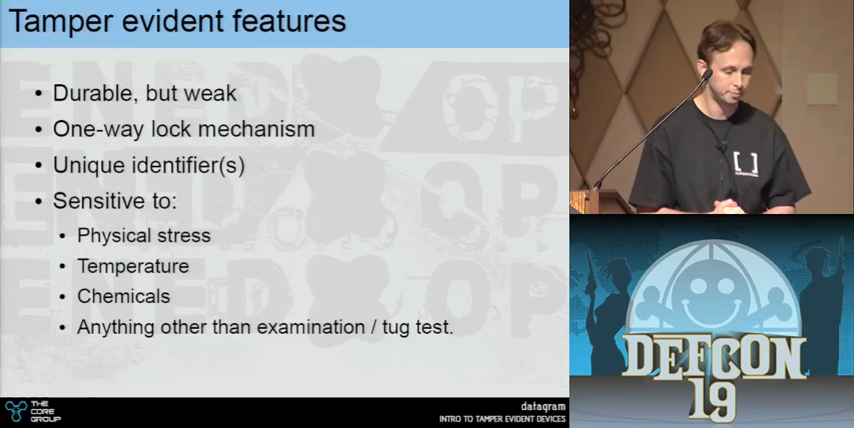 Tamper evident features
• Durable, but weak
• One-way lock mechanism
• Unique identifier(s)
• Sensitive to:
• Physical stress
• Temperature
• Chemicals
• Anything other than examination / tug test.
THE
CORE
GROUP
datagram
INTRO TO TAMPER EVIDENT DEVICES
[ ]
DEFCON
19